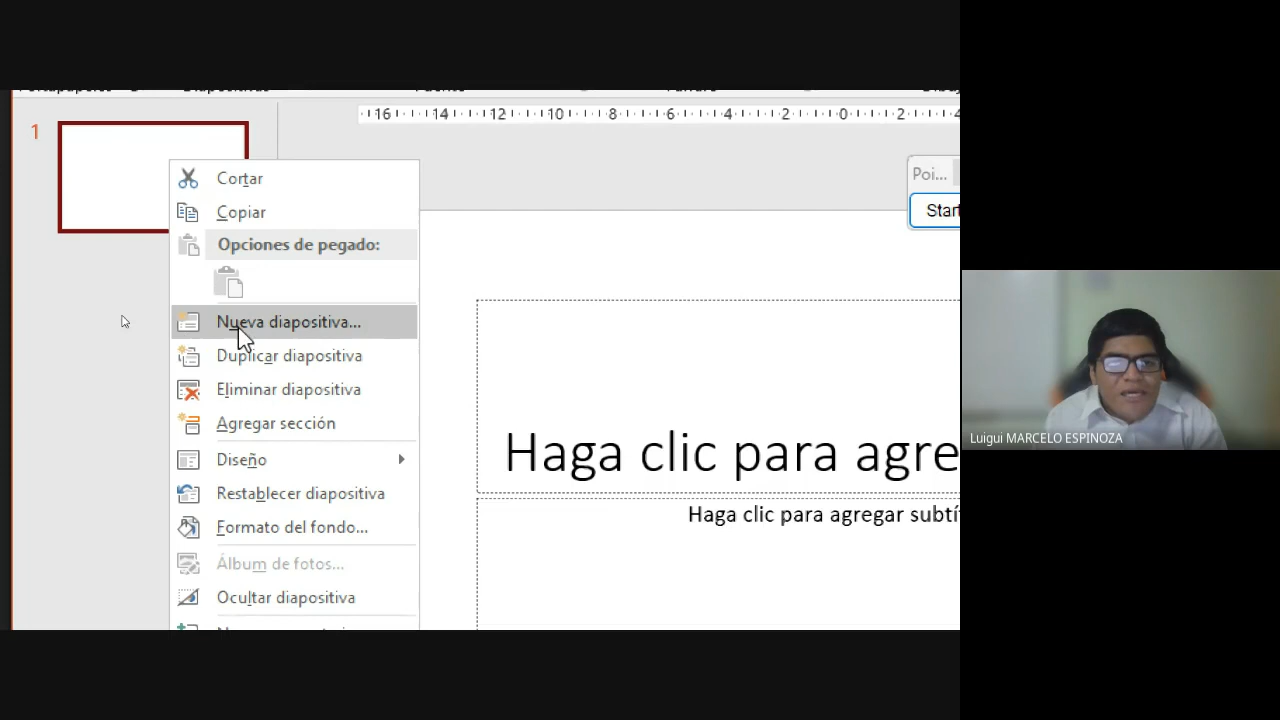 16 14 12 10 8 6 4 2 0 2 4
1
Poi...
Start
Cortar
Copiar
Opciones de pegado:
Nueva diapositiva...
Duplicar diapositiva
Eliminar diapositiva
Agregar sección
Diseño
Restablecer diapositiva
Formato del fondo...
Álbum de fotos...
Ocultar diapositiva
Haga clic para agre
Haga clic para agregar subtí
Luigui MARCELO ESPINOZA